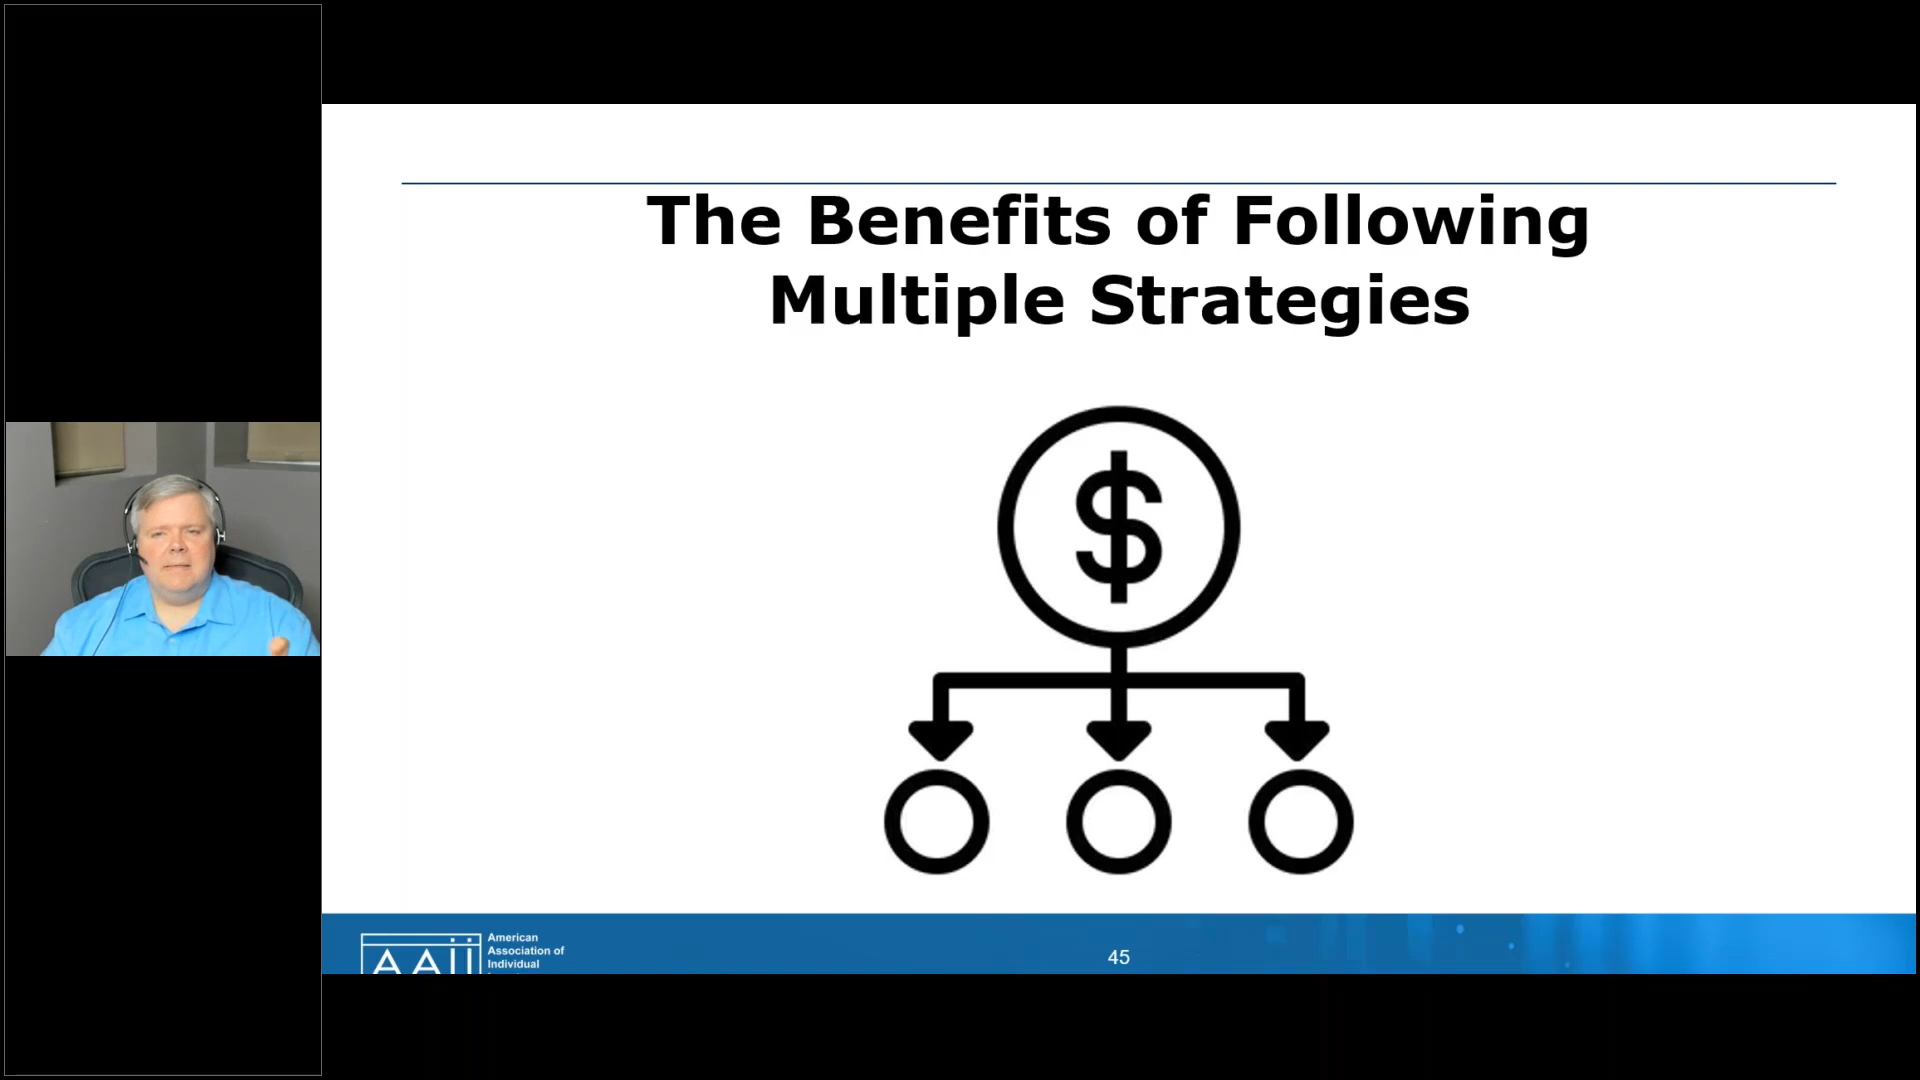 The Benefits of Following
Multiple Strategies
$
AAII
American
Association of
Individual
45